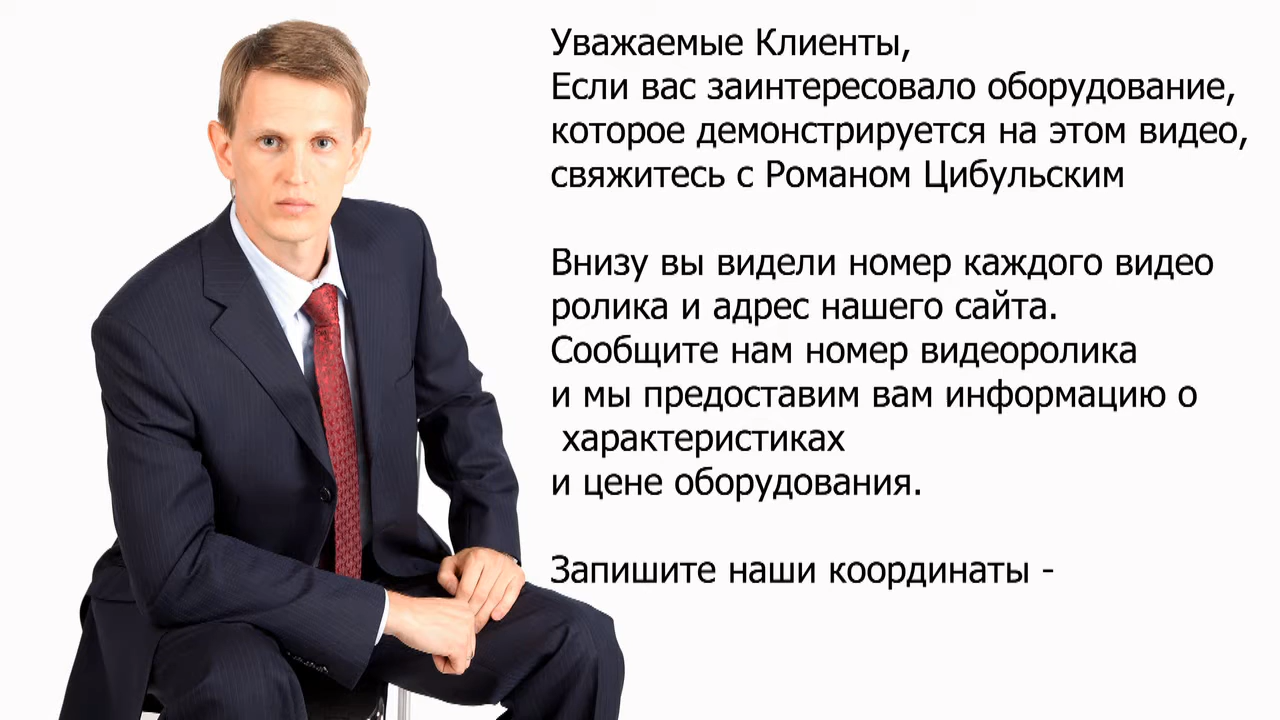 Уважаемые Клиенты,
Если вас заинтересовало оборудование,
которое демонстрируется на этом видео,
свяжитесь с Романом Цибульским
Внизу вы видели номер каждого видео
ролика и адрес нашего сайта.
Сообщите нам номер видеоролика
и мы предоставим вам информацию о
характеристиках
и цене оборудования.
Запишите наши координаты -